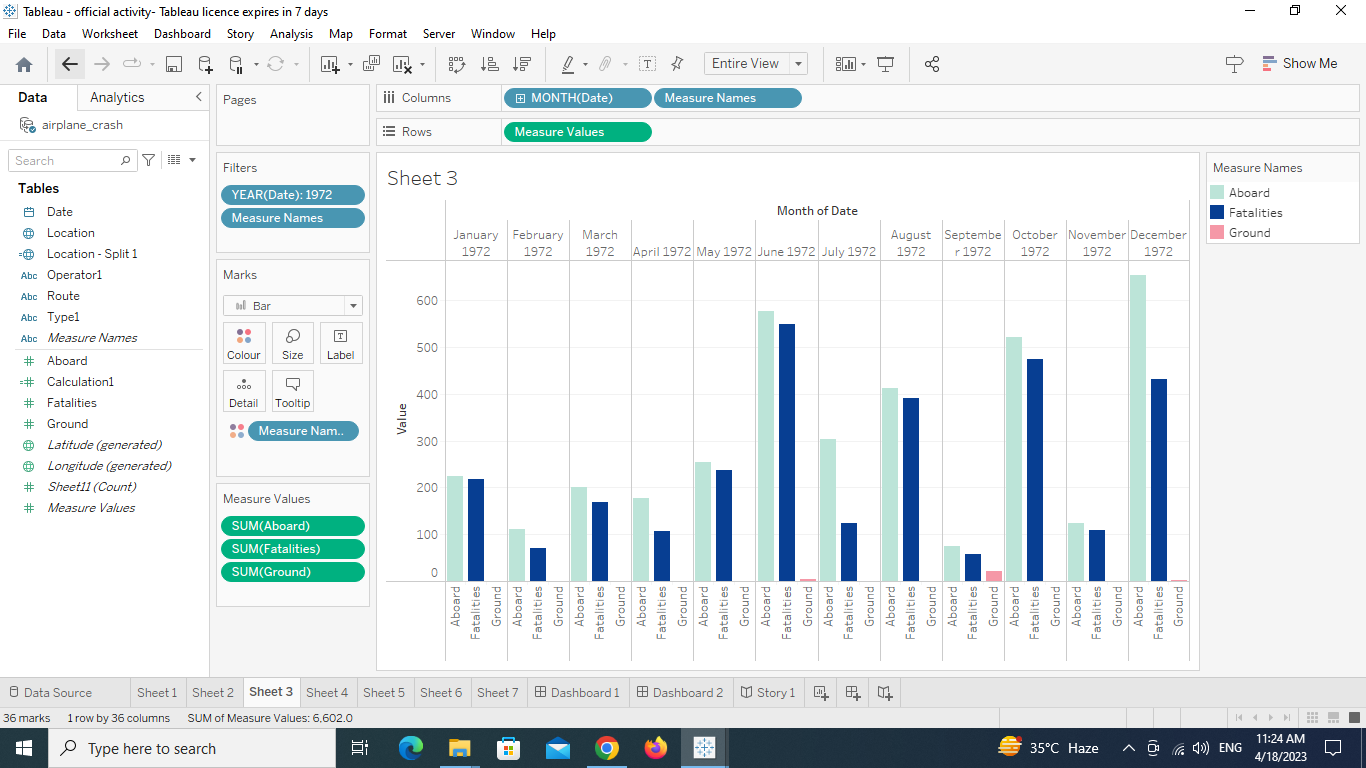 Tableau - official activity- Tableau licence expires in 7 days
File Data Worksheet Dashboard Story Analysis Map Format Server Window Help
Entire View
Show Me
Data Analytics
airplane_crash
Search
Tables
Date
Location
Location - Split 1
Abc Operator1
Abc Route
Abc Type1
Abc Measure Names
Aboard
Calculation1
Fatalities
Ground
Latitude (generated)
Longitude (generated)
Sheet11 (Count)
Measure Values
Pages
Filters
YEAR(Date): 1972
Measure Names
Marks
Bar
Colour Size Label
Detail Tooltip
Measure Nam..
Measure Values
SUM(Aboard)
SUM(Fatalities)
SUM(Ground)
Columns MONTH(Date) Measure Names
Rows Measure Values
Sheet 3
Month of Date
January 1972
February 1972
March 1972
April 1972
May 1972
June 1972
July 1972
August 1972
Septembe r 1972
October 1972
November 1972
December 1972
Value
600
500
400
300
200
100
0
Aboard Fatalities Ground
Aboard Fatalities Ground
Aboard Fatalities Ground
Aboard Fatalities Ground
Aboard Fatalities Ground
Aboard Fatalities Ground
Aboard Fatalities Ground
Aboard Fatalities Ground
Aboard Fatalities Ground
Aboard Fatalities Ground
Aboard Fatalities Ground
Aboard Fatalities Ground
Measure Names
Aboard
Fatalities
Ground
Data Source Sheet 1 Sheet 2 Sheet 3 Sheet 4 Sheet 5 Sheet 6 Sheet 7 Dashboard 1 Dashboard 2 Story 1
36 marks 1 row by 36 columns SUM of Measure Values: 6,602.0
Type here to search
35°C Haze
ENG
11:24 AM
4/18/2023